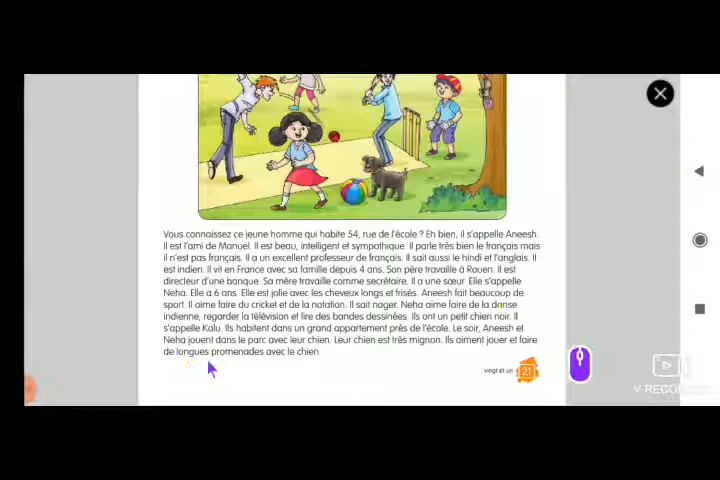 Vous connaissez ce jeune homme qui habite 54, rue de l'école ? Eh bien, il s'appelle Aneesh.
Il est l'ami de Manuel. Il est beau, intelligent et sympathique. Il parle très bien le français mais
il n'est pas français. Il a un excellent professeur de français. Il sait aussi le hindi et l'anglais. Il
est indien. Il vit en France avec sa famille depuis 4 ans. Son père travaille à Rouen. Il est
directeur d'une banque. Sa mère travaille comme secrétaire. Il a une sœur. Elle s'appelle
Neha. Elle a 6 ans. Elle est jolie avec les cheveux longs et frisés. Aneesh fait beaucoup de
sport. Il aime faire du cricket et de la natation. Il sait nager. Neha aime faire de la danse
indienne, regarder la télévision et lire des bandes dessinées. Ils ont un petit chien noir. Il
s'appelle Kalu. Ils habitent dans un grand appartement près de l'école. Le soir, Aneesh et
Neha jouent dans le parc avec leur chien. Leur chien est très mignon. Ils aiment jouer et faire
de longues promenades avec le chien
vingt et un 21